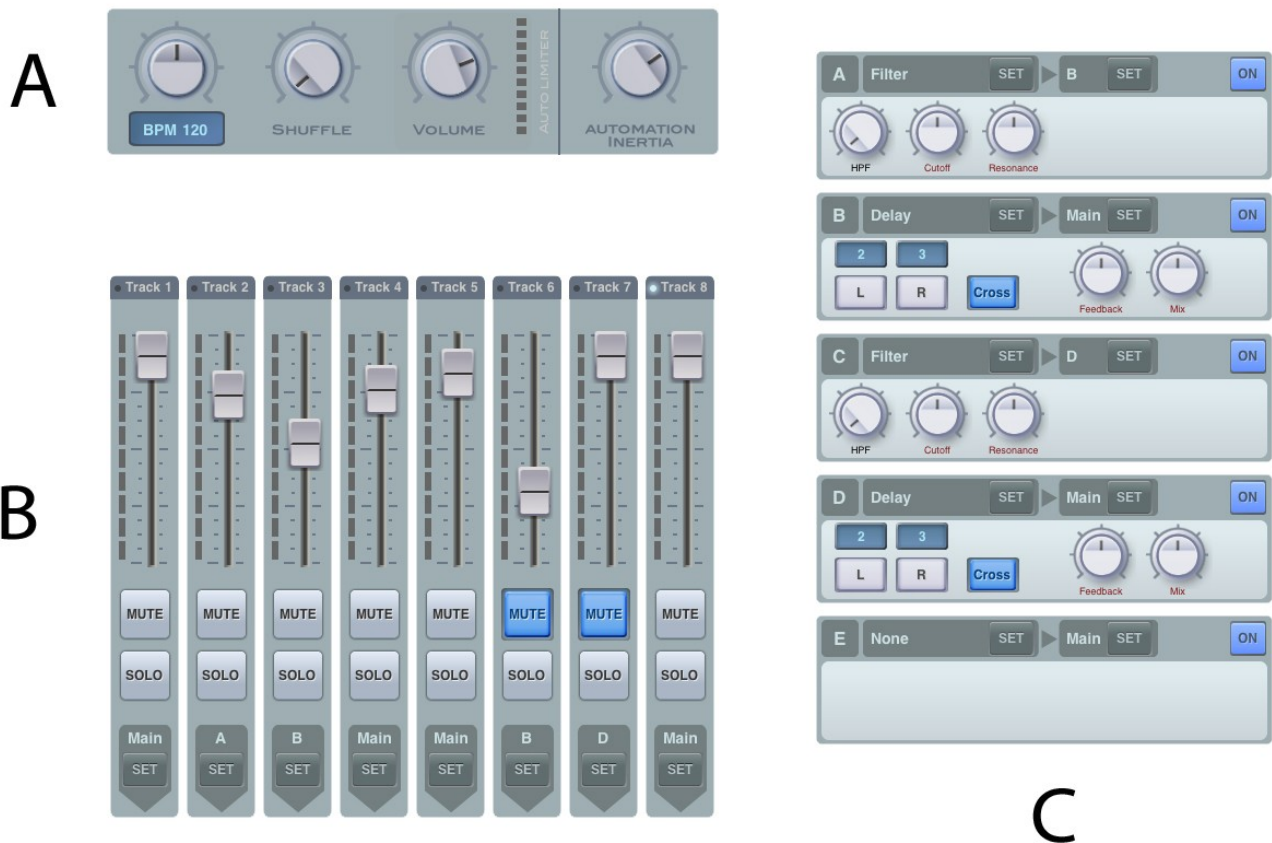 A
BPM 120
SHUFFLE
VOLUME
AUTO LIMITER
AUTOMATION
INERTIA
B
Track 1 Track 2 Track 3 Track 4 Track 5 Track 6 Track 7 Track 8
MUTE MUTE MUTE MUTE MUTE MUTE MUTE MUTE
SOLO SOLO SOLO SOLO SOLO SOLO SOLO SOLO
Main A B Main Main B D Main
SET SET SET SET SET SET SET SET
A Filter SET B SET ON
HPF Cutoff Resonance
B Delay SET Main SET ON
2 3
L R Cross
Feedback Mix
C Filter SET D SET ON
HPF Cutoff Resonance
D Delay SET Main SET ON
2 3
L R Cross
Feedback Mix
E None SET Main SET ON
C